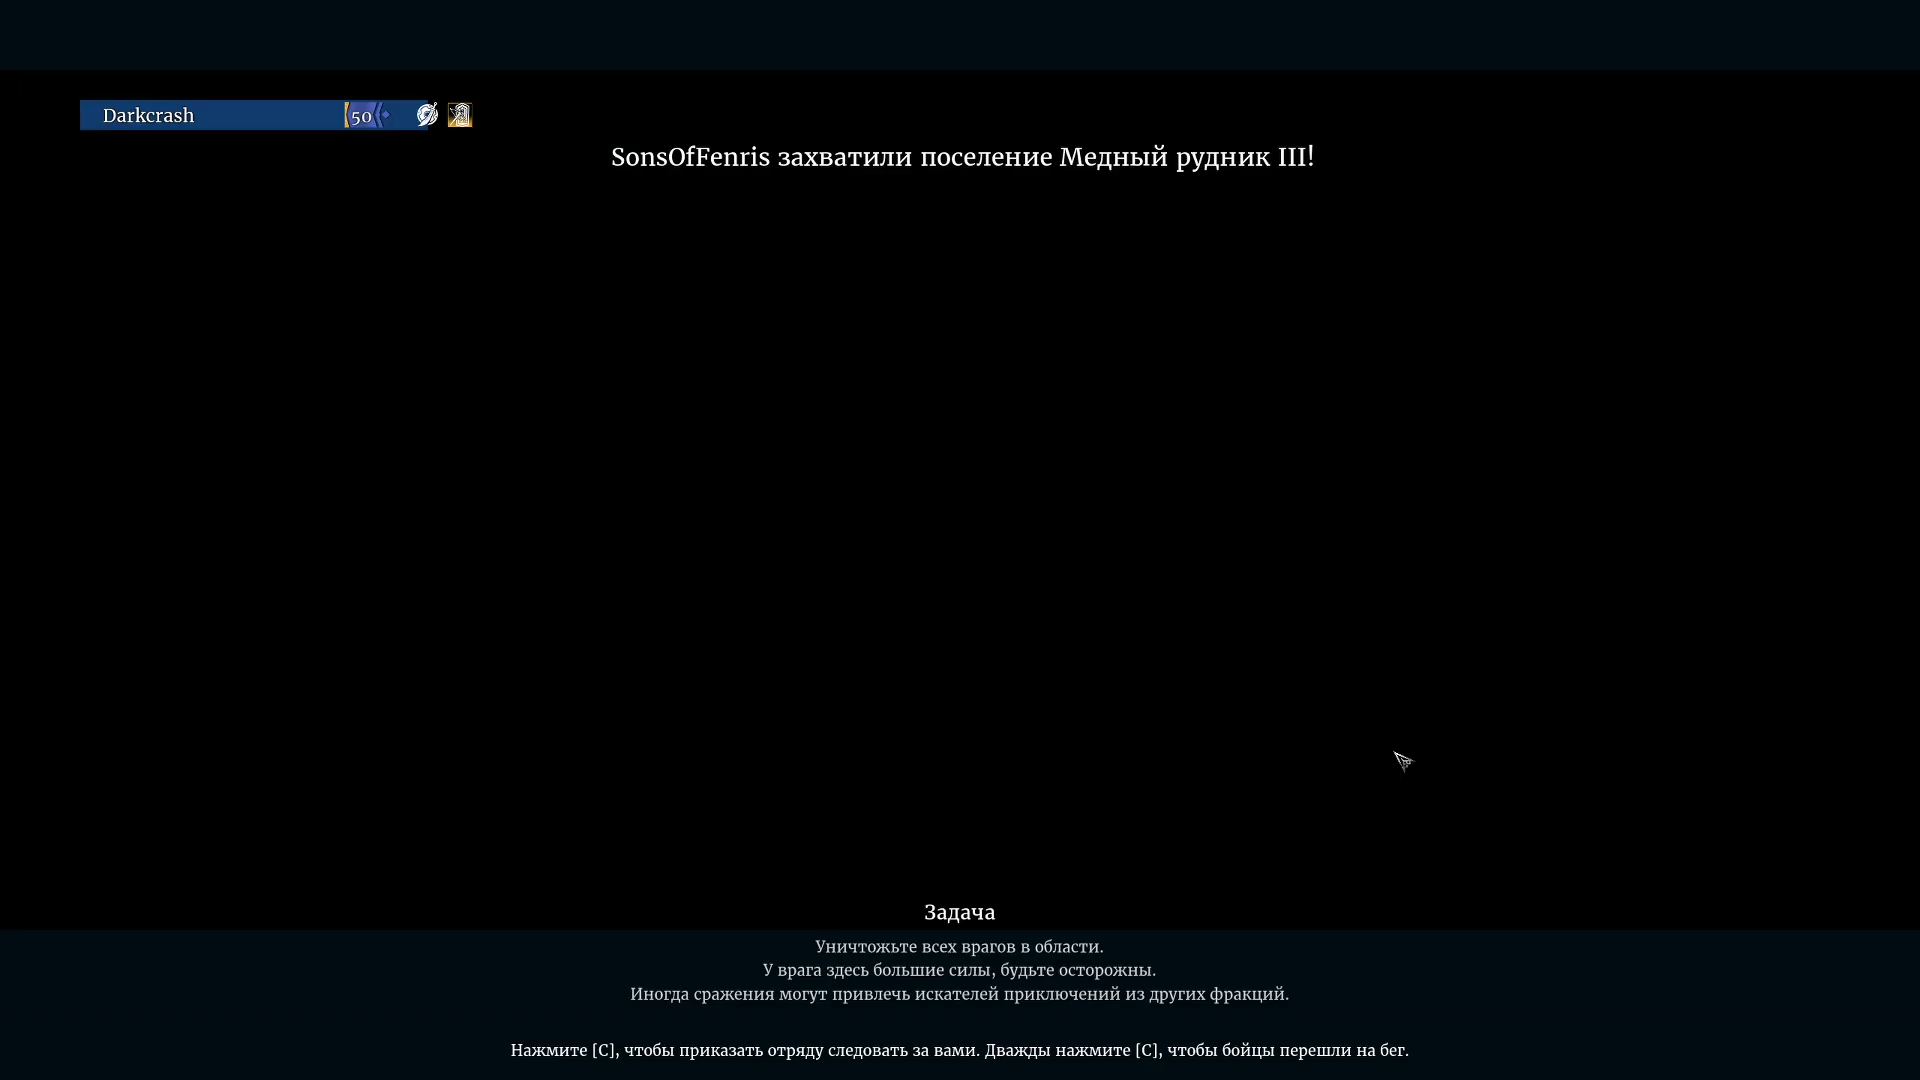 Darkcrash 50
SonsOfFenris захватили поселение Медный рудник III!
Задача
Уничтожьте всех врагов в области.
У врага здесь большие силы, будьте осторожны.
Иногда сражения могут привлечь искателей приключений из других фракций.
Нажмите [C], чтобы приказать отряду следовать за вами. Дважды нажмите [C], чтобы бойцы перешли на бег.